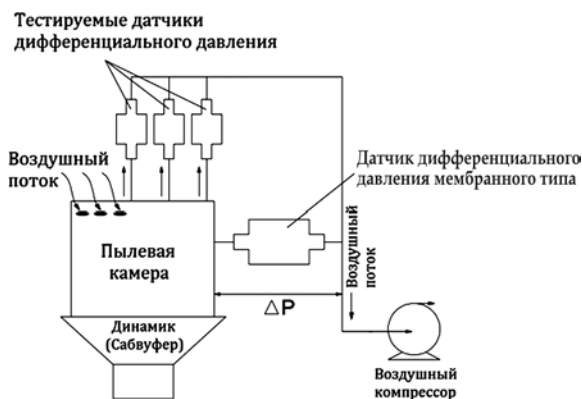 Тестируемые датчики
дифференциального давления
Воздушный
поток
Датчик дифференциального
давления мембранного типа
Пылевая
камера
Воздушный
поток
ΔP
Динамик
(Сабвуфер)
Воздушный
компрессор